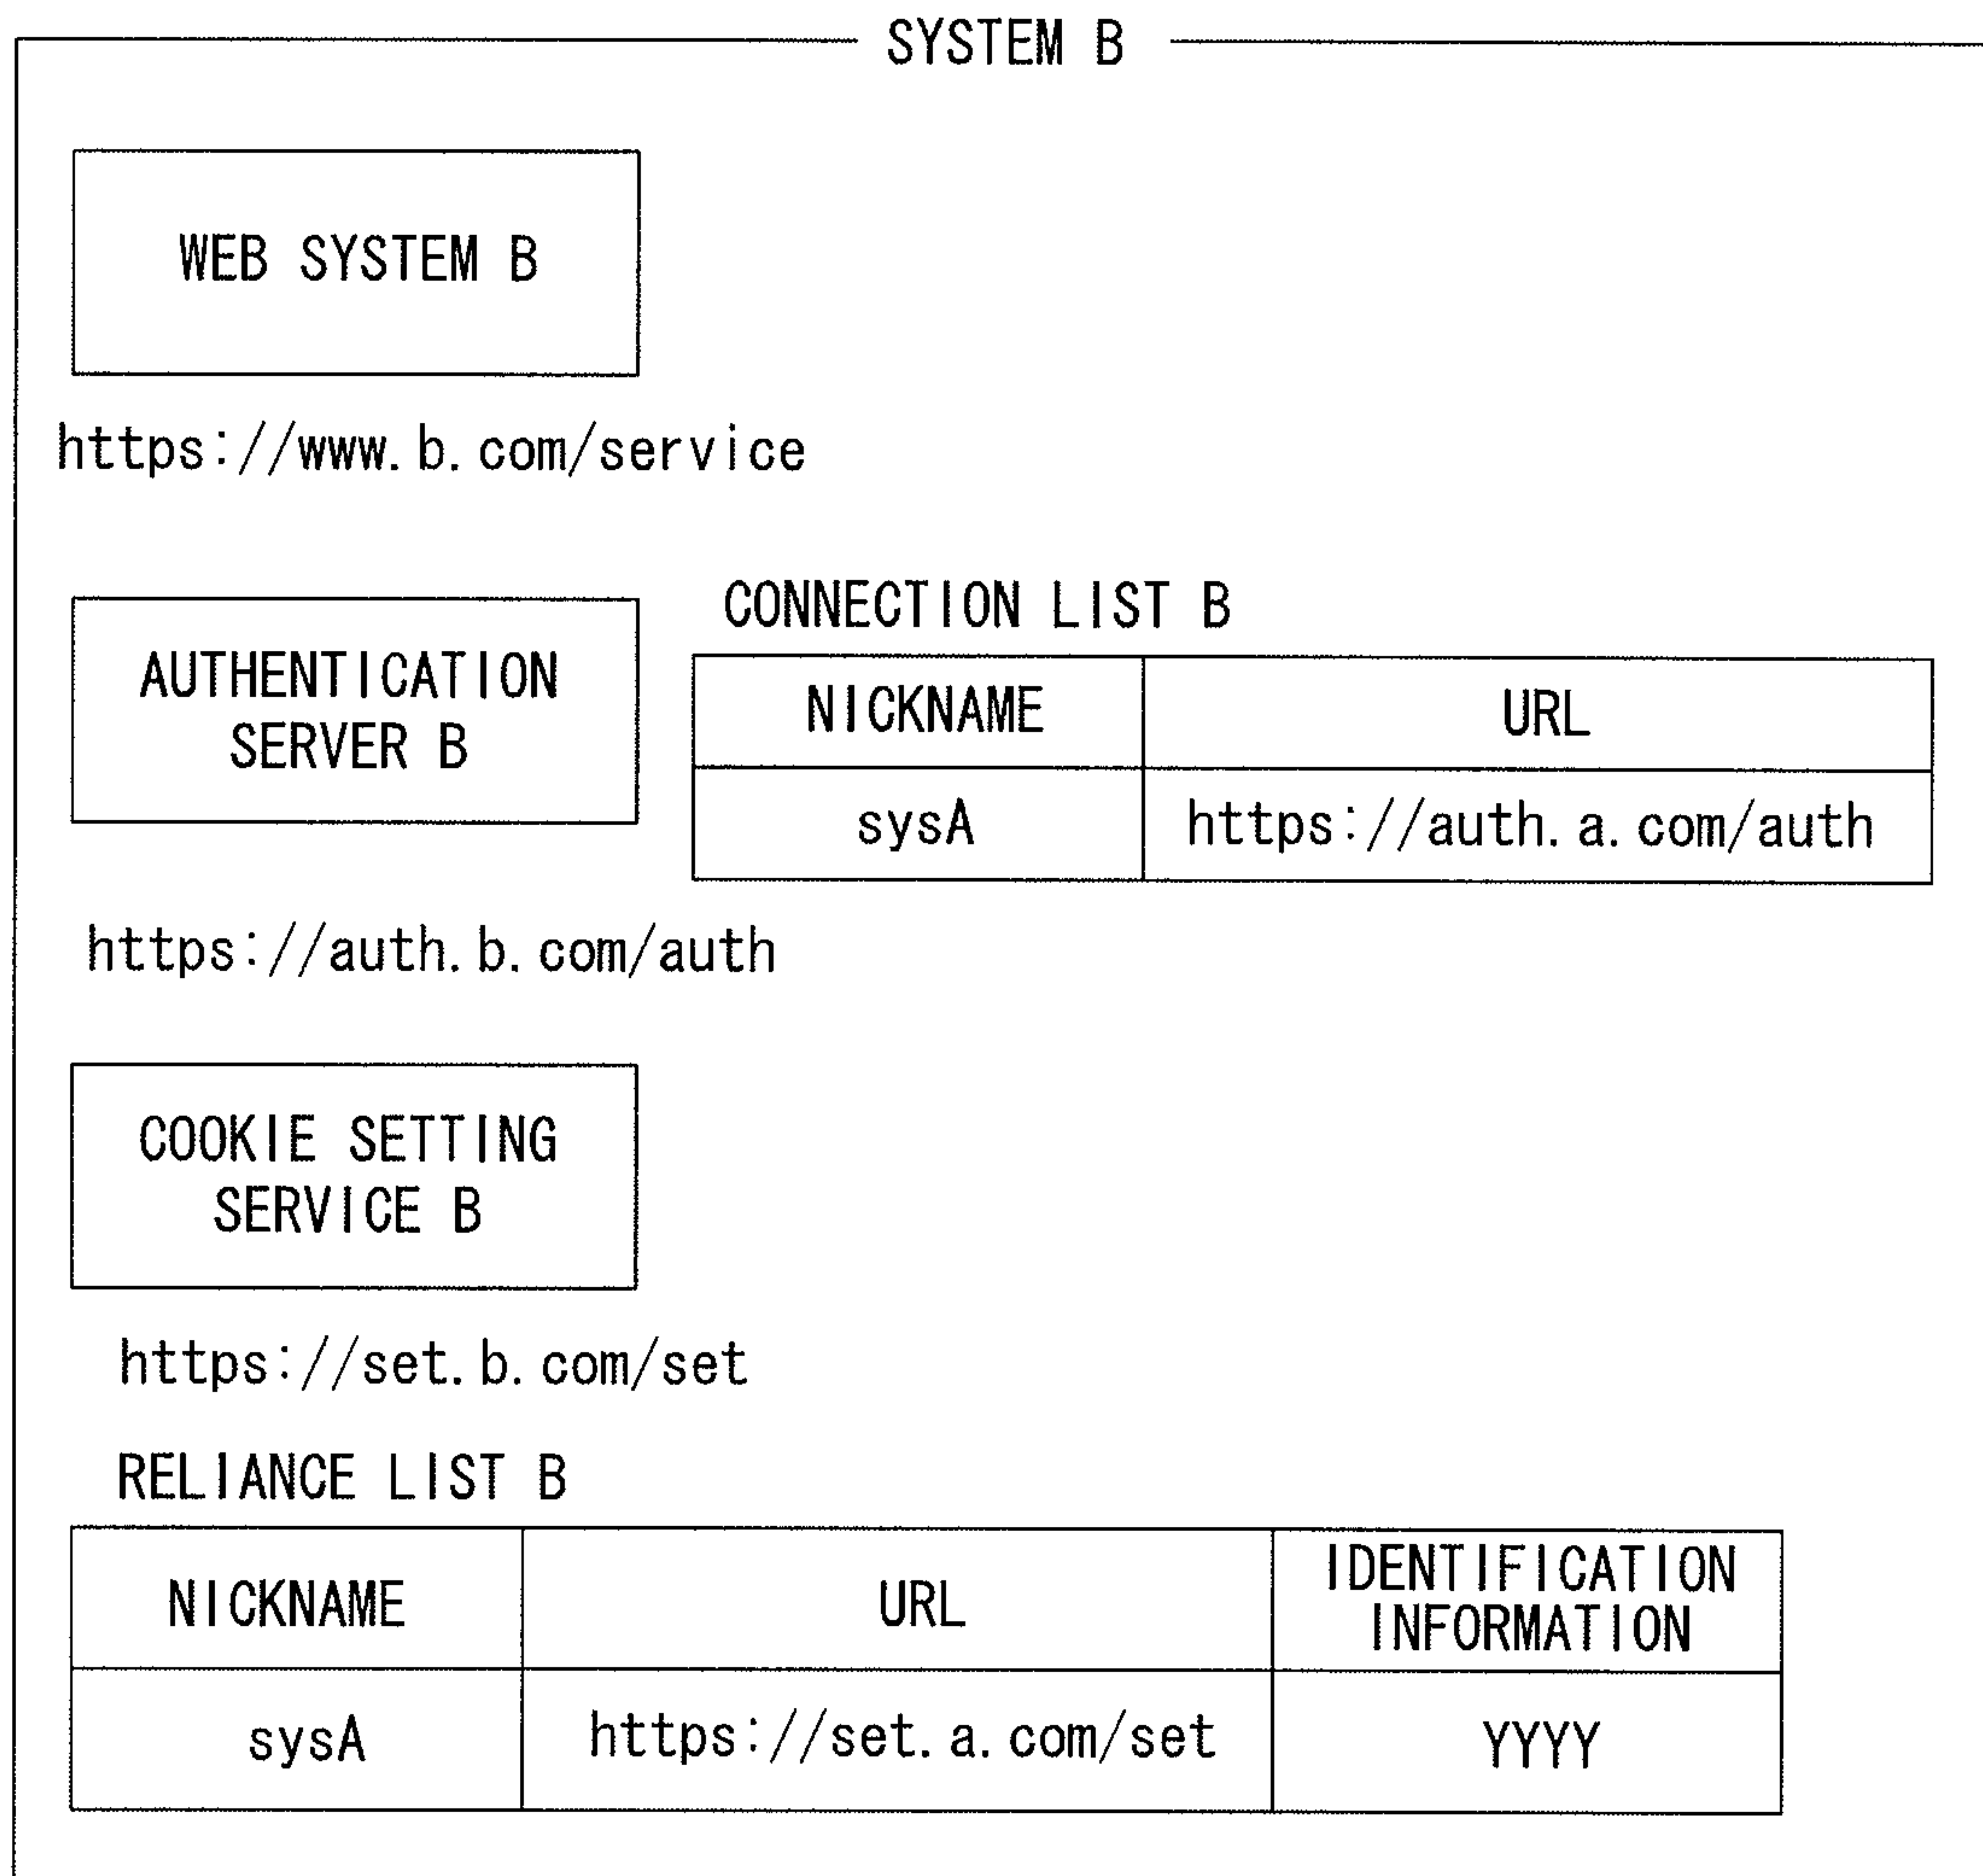 SYSTEM B
WEB SYSTEM B
https://www.b.com/service
CONNECTION LIST B
AUTHENTICATION
SERVER B
NICKNAME URL
sysA https://auth.a.com/auth
https://auth.b.com/auth
COOKIE SETTING
SERVICE B
https://set.b.com/set
RELIANCE LIST B
NICKNAME URL IDENTIFICATION
INFORMATION
sysA https://set.a.com/set YYYY